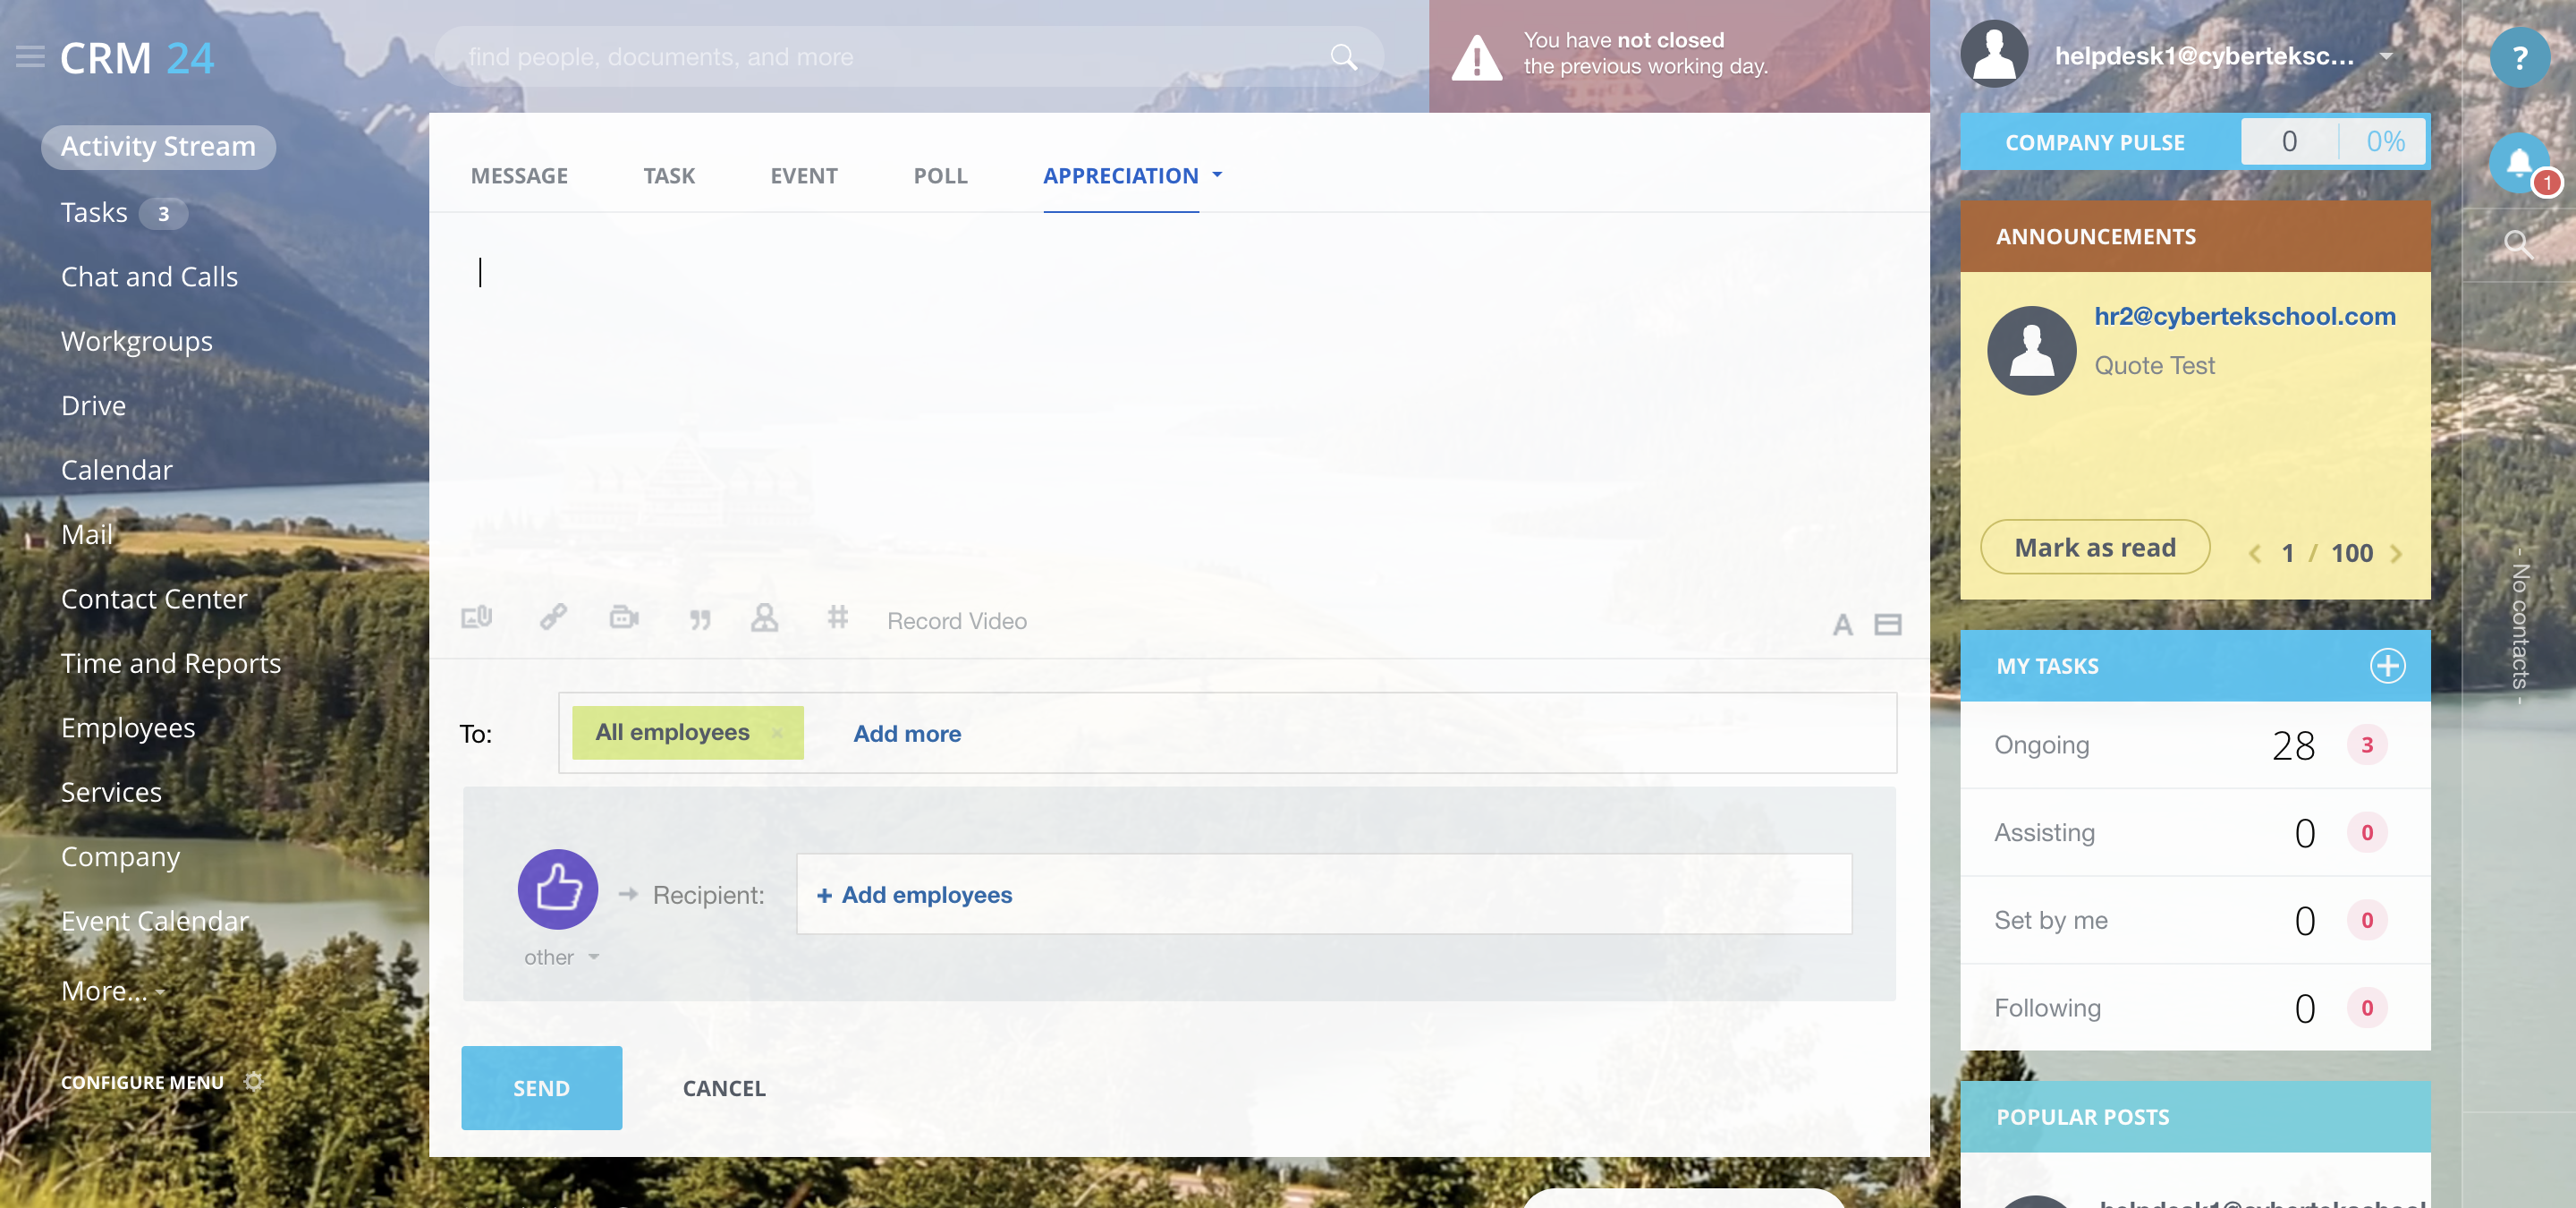 CRM 24
find people, documents, and more
You have not closed
the previous working day.
helpdesk1@cyberteksc...
?
Activity Stream
Tasks 3
Chat and Calls
Workgroups
Drive
Calendar
Mail
Contact Center
Time and Reports
Employees
Services
Company
Event Calendar
More...
CONFIGURE MENU
MESSAGE TASK EVENT POLL APPRECIATION
Record Video
A
To: All employees × Add more
Recipient: + Add employees
other
SEND CANCEL
COMPANY PULSE 0 0%
1
ANNOUNCEMENTS
hr2@cybertekschool.com
Quote Test
Mark as read 1 / 100
MY TASKS
Ongoing 28 3
Assisting 0 0
Set by me 0 0
Following 0 0
POPULAR POSTS
helpdesk1@cybertekschool
- No contacts -